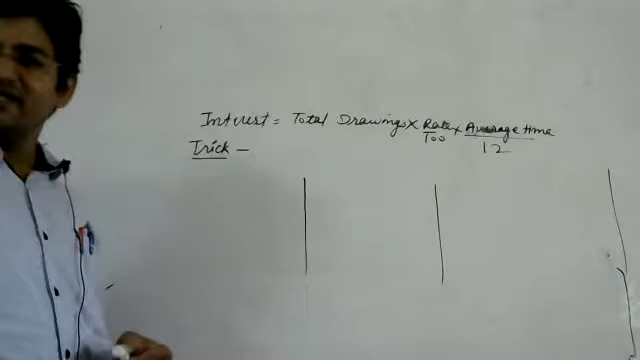 Interest = Total Drawings × Rate/100 × Average time/12
Trick -